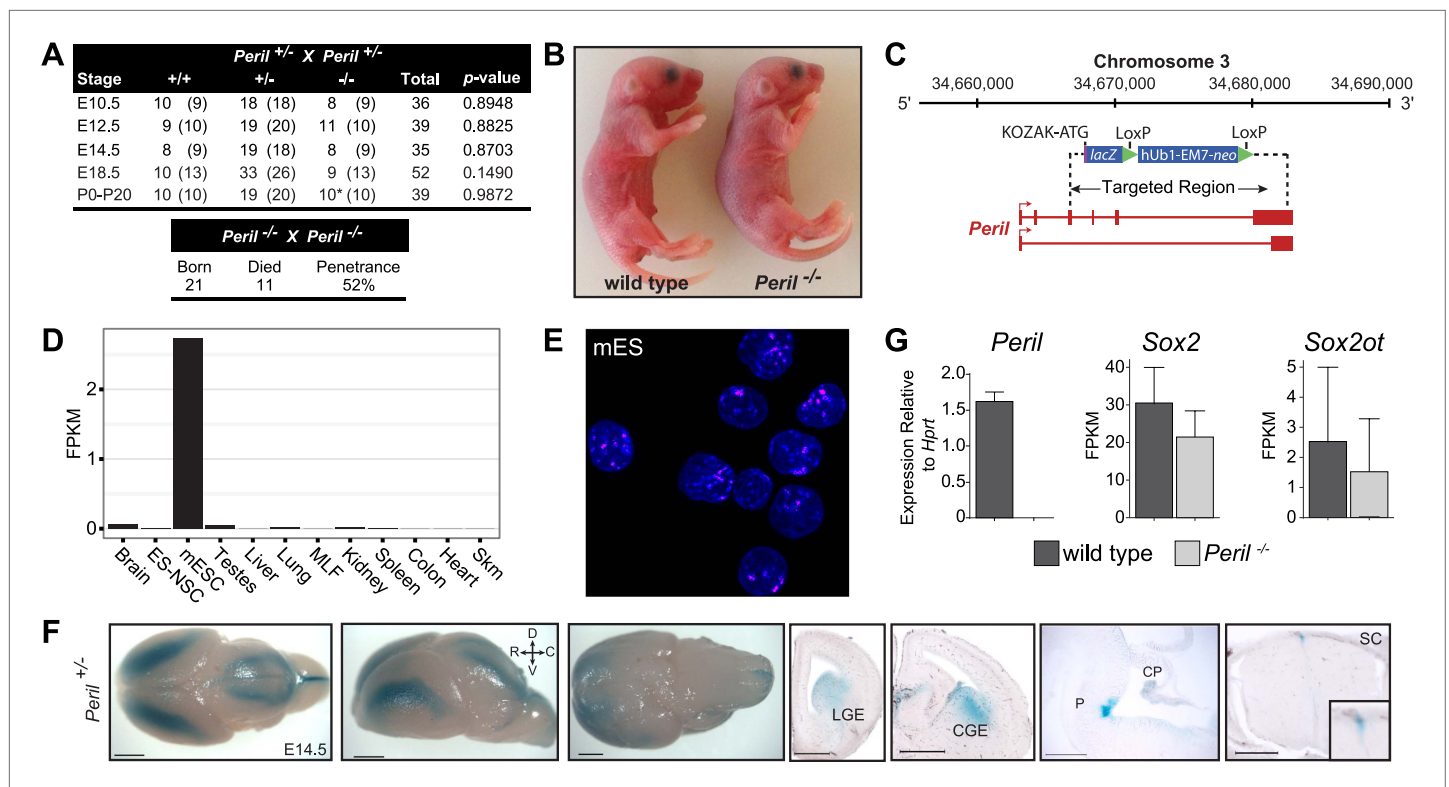 A
Peril +/- X Peril +/-
Stage +/+ +/- -/- Total p-value
E10.5 10 (9) 18 (18) 8 (9) 36 0.8948
E12.5 9 (10) 19 (20) 11 (10) 39 0.8825
E14.5 8 (9) 19 (18) 8 (9) 35 0.8703
E18.5 10 (13) 33 (26) 9 (13) 52 0.1490
P0-P20 10 (10) 19 (20) 10* (10) 39 0.9872
Peril -/- X Peril -/-
Born Died Penetrance
21 11 52%
B
wild type Peril -/-
C
Chromosome 3
34,660,000 34,670,000 34,680,000 34,690,000
5' 3'
KOZAK-ATG LoxP LoxP
lacZ hUb1-EM7-neo
Targeted Region
Peril
D
FPKM
2
1
0
Brain ES-NSC mESC Testes Liver Lung MLF Kidney Spleen Colon Heart Skm
E
mES
G
Peril
Expression Relative
to Hprt
2.0
1.5
1.0
0.5
0
Sox2
FPKM
40
30
20
10
0
Sox2ot
FPKM
5
4
3
2
1
0
wild type Peril -/-
F
Peril +/-
E14.5
D
R C
V
LGE
CGE
P CP
SC